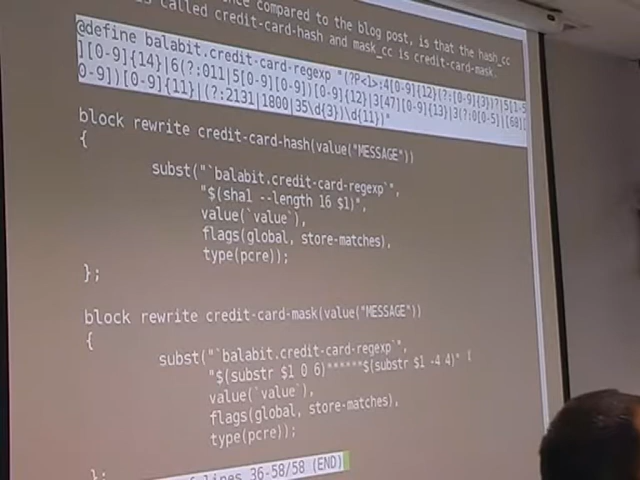 nce compared to the blog post, is that the hash_cc
is called credit-card-hash and mask_cc is credit-card-mask.
@define balabit.credit-card-regexp "(?P<1>:4[0-9]{12}(?:[0-9]{3})?|5[1-5
][0-9]{14}|6(?:011|5[0-9][0-9])[0-9]{12}|3[47][0-9]{13}|3(?:0[0-5]|[68][
0-9])[0-9]{11}|(?:2131|1800|35\d{3})\d{11})"
block rewrite credit-card-hash(value("MESSAGE"))
{
subst("`balabit.credit-card-regexp`",
"$(sha1 --length 16 $1)",
value(`value`),
flags(global, store-matches),
type(pcre));
};
block rewrite credit-card-mask(value("MESSAGE"))
{
subst("`balabit.credit-card-regexp`",
"$(substr $1 0 6)******$(substr $1 -4 4)"
value(`value`),
flags(global, store-matches),
type(pcre));
};
lines 36-58/58 (END)